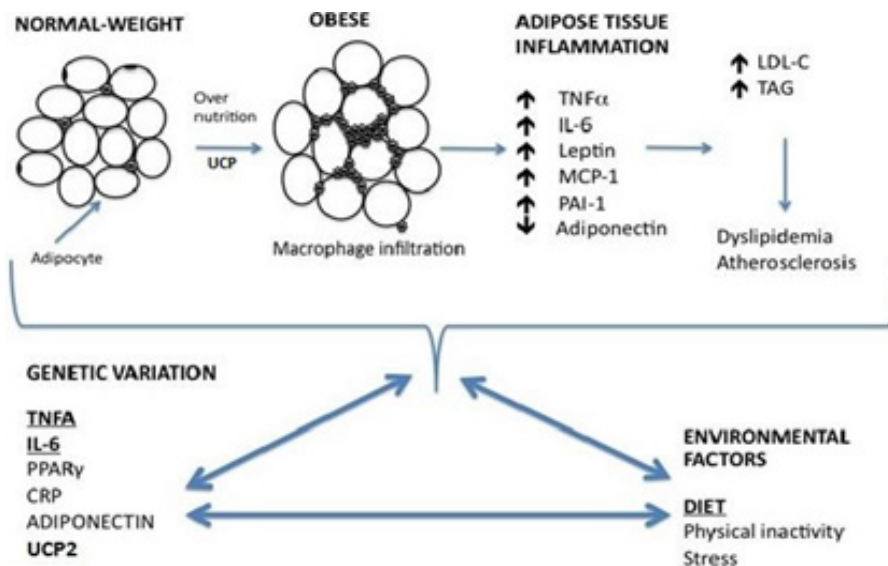 NORMAL-WEIGHT
OBESE
ADIPOSE TISSUE
INFLAMMATION
Over
nutrition
UCP
Adipocyte
Macrophage infiltration
TNFα
IL-6
Leptin
MCP-1
PAI-1
Adiponectin
LDL-C
TAG
Dyslipidemia
Atherosclerosis
GENETIC VARIATION
TNFA
IL-6
PPARγ
CRP
ADIPONECTIN
UCP2
ENVIRONMENTAL
FACTORS
DIET
Physical inactivity
Stress